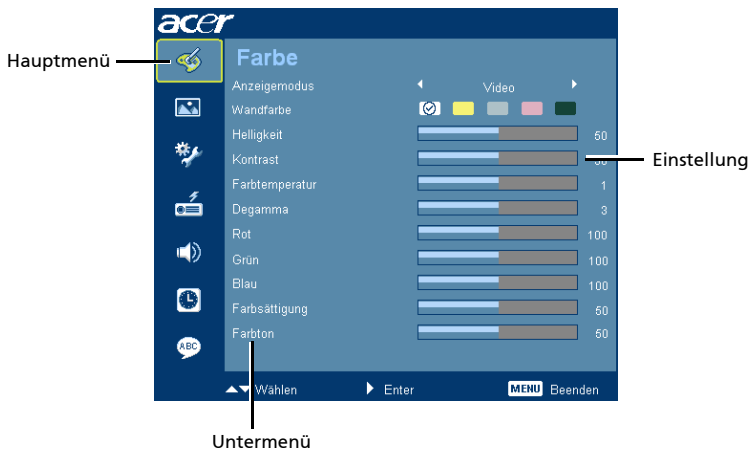 acer
Hauptmenü
Farbe
Anzeigemodus Video
Wandfarbe
Helligkeit 50
Kontrast
Einstellung
Farbtemperatur 1
Degamma 3
Rot 100
Grün 100
Blau 100
Farbsättigung 50
Farbton 50
ABC
Wählen Enter MENU Beenden
Untermenü